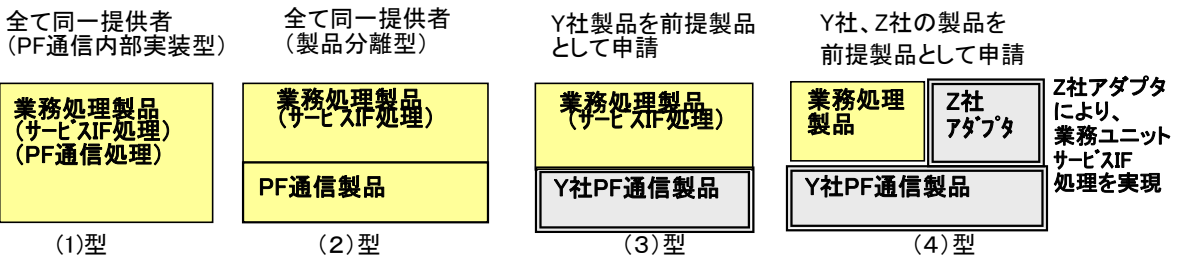 全て同一提供者
(PF通信内部実装型)
業務処理製品
(サービスIF処理)
(PF通信処理)
(1)型
全て同一提供者
(製品分離型)
業務処理製品
(サービスIF処理)
PF通信製品
(2)型
Y社製品を前提製品
として申請
業務処理製品
(サービスIF処理)
Y社PF通信製品
(3)型
Y社、Z社の製品を
前提製品として申請
業務処理
製品
Z社
アダプタ
Y社PF通信製品
Z社アダプタ
により、
業務ユニット
サービスIF
処理を実現
(4)型